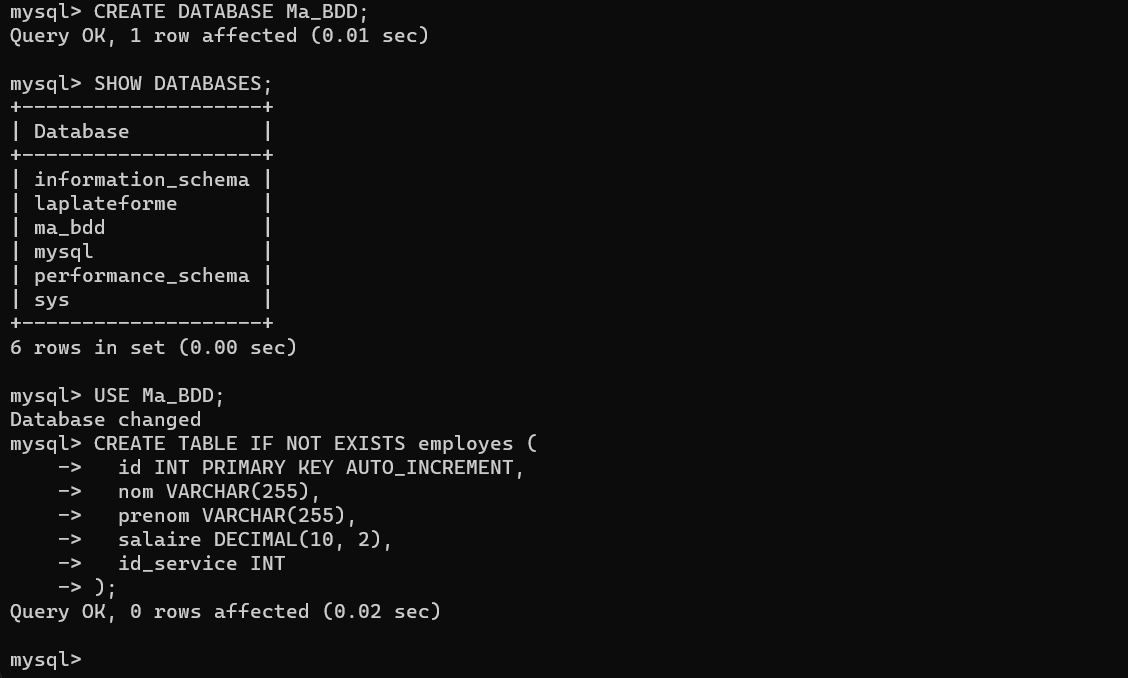 mysql> CREATE DATABASE Ma_BDD;
Query OK, 1 row affected (0.01 sec)

mysql> SHOW DATABASES;
+--------------------+
| Database           |
+--------------------+
| information_schema |
| laplateforme       |
| ma_bdd             |
| mysql              |
| performance_schema |
| sys                |
+--------------------+
6 rows in set (0.00 sec)

mysql> USE Ma_BDD;
Database changed
mysql> CREATE TABLE IF NOT EXISTS employes (
    ->   id INT PRIMARY KEY AUTO_INCREMENT,
    ->   nom VARCHAR(255),
    ->   prenom VARCHAR(255),
    ->   salaire DECIMAL(10, 2),
    ->   id_service INT
    -> );
Query OK, 0 rows affected (0.02 sec)

mysql>